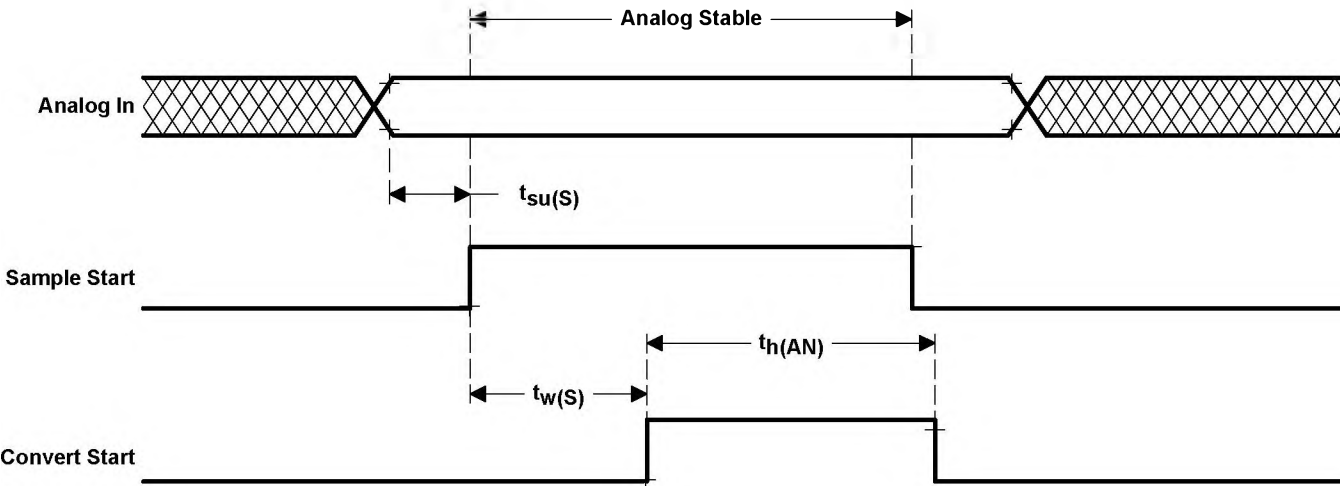 Analog Stable
Analog In
tsu(S)
Sample Start
th(AN)
tw(S)
Convert Start